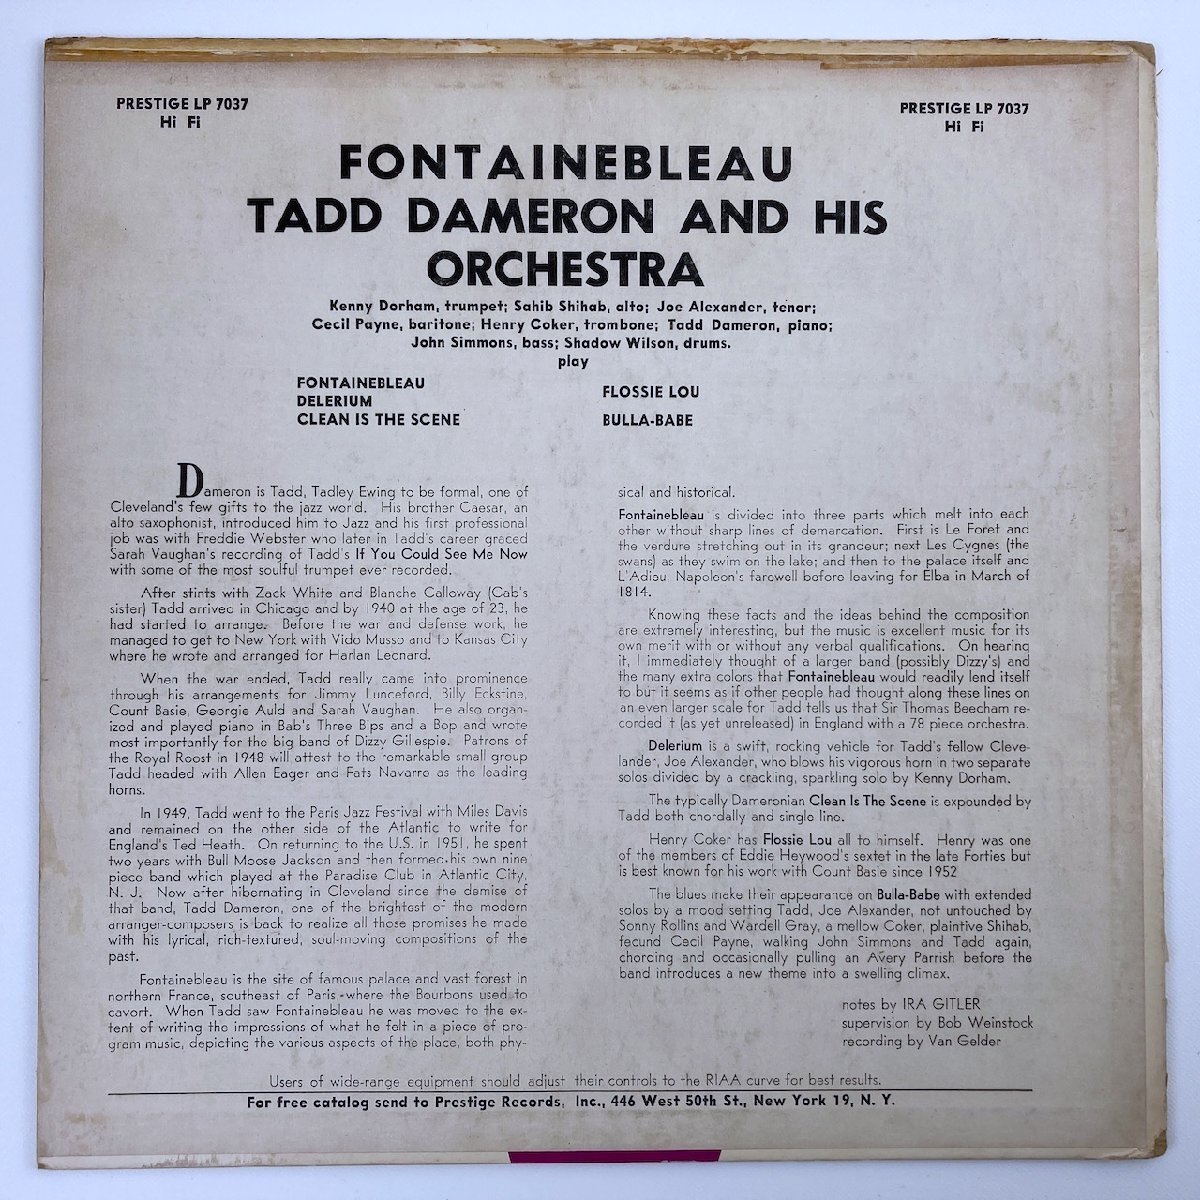 PRESTIGE LP 7037
Hi Fi
PRESTIGE LP 7037
Hi Fi
FONTAINEBLEAU
TADD DAMERON AND HIS
ORCHESTRA
Kenny Dorham, trumpet; Sahib Shihab, alto; Joe Alexander, tenor;
Cecil Payne, baritone; Henry Coker, trombone; Tadd Dameron, piano;
John Simmons, bass; Shadow Wilson, drums.
play
FONTAINEBLEAU
DELERIUM
CLEAN IS THE SCENE
FLOSSIE LOU
BULLA-BABE
Dameron is Tadd, Tadley Ewing to be formal, one of
Cleveland's few gifts to the jazz world. His brother Caesar, an
alto saxophonist, introduced him to Jazz and his first professional
job was with Freddie Webster who later in Tadd's career graced
Sarah Vaughan's recording of Tadd's If You Could See Me Now
with some of the most soulful trumpet ever recorded.
After stints with Zack White and Blanche Calloway (Cab's
sister) Tadd arrived in Chicago and by 1940 at the age of 23, he
had started to arrange. Before the war and defense work, he
managed to get to New York with Vido Musso and to Kansas City
where he wrote and arranged for Harlan Leonard.
When the war ended, Tadd really came into prominence
through his arrangements for Jimmy Lunceford, Billy Eckstine,
Count Basie, Georgie Auld and Sarah Vaughan. He also organ-
ized and played piano in Bab's Three Bips and a Bop and wrote
most importantly for the big band of Dizzy Gillespie. Patrons of
the Royal Roost in 1948 will attest to the remarkable small group
Tadd headed with Allen Eager and Fats Navarro as the leading
horns.
In 1949, Tadd went to the Paris Jazz Festival with Miles Davis
and remained on the other side of the Atlantic to write for
England's Ted Heath. On returning to the U.S. in 1951, he spent
two years with Bull Moose Jackson and then formed his own nine
piece band which played at the Paradise Club in Atlantic City,
N. J. Now after hibernating in Cleveland since the demise of
that band, Tadd Dameron, one of the brightest of the modern
arranger-composers is back to realize all those promises he made
with his lyrical, rich-textured, soul-moving compositions of the
past.
Fontainebleau is the site of famous palace and vast forest in
northern France, southeast of Paris-where the Bourbons used to
cavort. When Tadd saw Fontainebleau he was moved to the ex-
tent of writing the impressions of what he felt in a piece of pro-
gram music, depicting the various aspects of the place, both phy-
sical and historical.
Fontainebleau is divided into three parts which melt into each
other without sharp lines of demarcation. First is Le Foret and
the verdure stretching out in its grandeur; next Les Cygnes (the
swans) as they swim on the lake; and then to the palace itself and
L'Adieu, Napoleon's farewell before leaving for Elba in March of
1814.
Knowing these facts and the ideas behind the composition
are extremely interesting, but the music is excellent music for its
own merit with or without any verbal qualifications. On hearing
it, I immediately thought of a larger band (possibly Dizzy's) and
the many extra colors that Fontainebleau would readily lend itself
to but it seems as if other people had thought along these lines on
an even larger scale for Tadd tells us that Sir Thomas Beecham re-
corded it (as yet unreleased) in England with a 78 piece orchestra.
Delerium is a swift, rocking vehicle for Tadd's fellow Cleve-
lander, Joe Alexander, who blows his vigorous horn in two separate
solos divided by a crackling, sparkling solo by Kenny Dorham.
The typically Dameronian Clean Is The Scene is expounded by
Tadd both chordally and single line.
Henry Coker has Flossie Lou all to himself. Henry was one
of the members of Eddie Heywood's sextet in the late Forties but
is best known for his work with Count Basie since 1952
The blues make their appearance on Bulla-Babe with extended
solos by a mood setting Tadd, Joe Alexander, not untouched by
Sonny Rollins and Wardell Gray, a mellow Coker, plaintive Shihab,
fecund Cecil Payne, walking John Simmons and Tadd again,
chording and occasionally pulling an Avery Parrish before the
band introduces a new theme into a swelling climax.
notes by IRA GITLER
supervision by Bob Weinstock
recording by Van Gelder
Users of wide-range equipment should adjust their controls to the RIAA curve for best results.
For free catalog send to Prestige Records, Inc., 446 West 50th St., New York 19, N. Y.